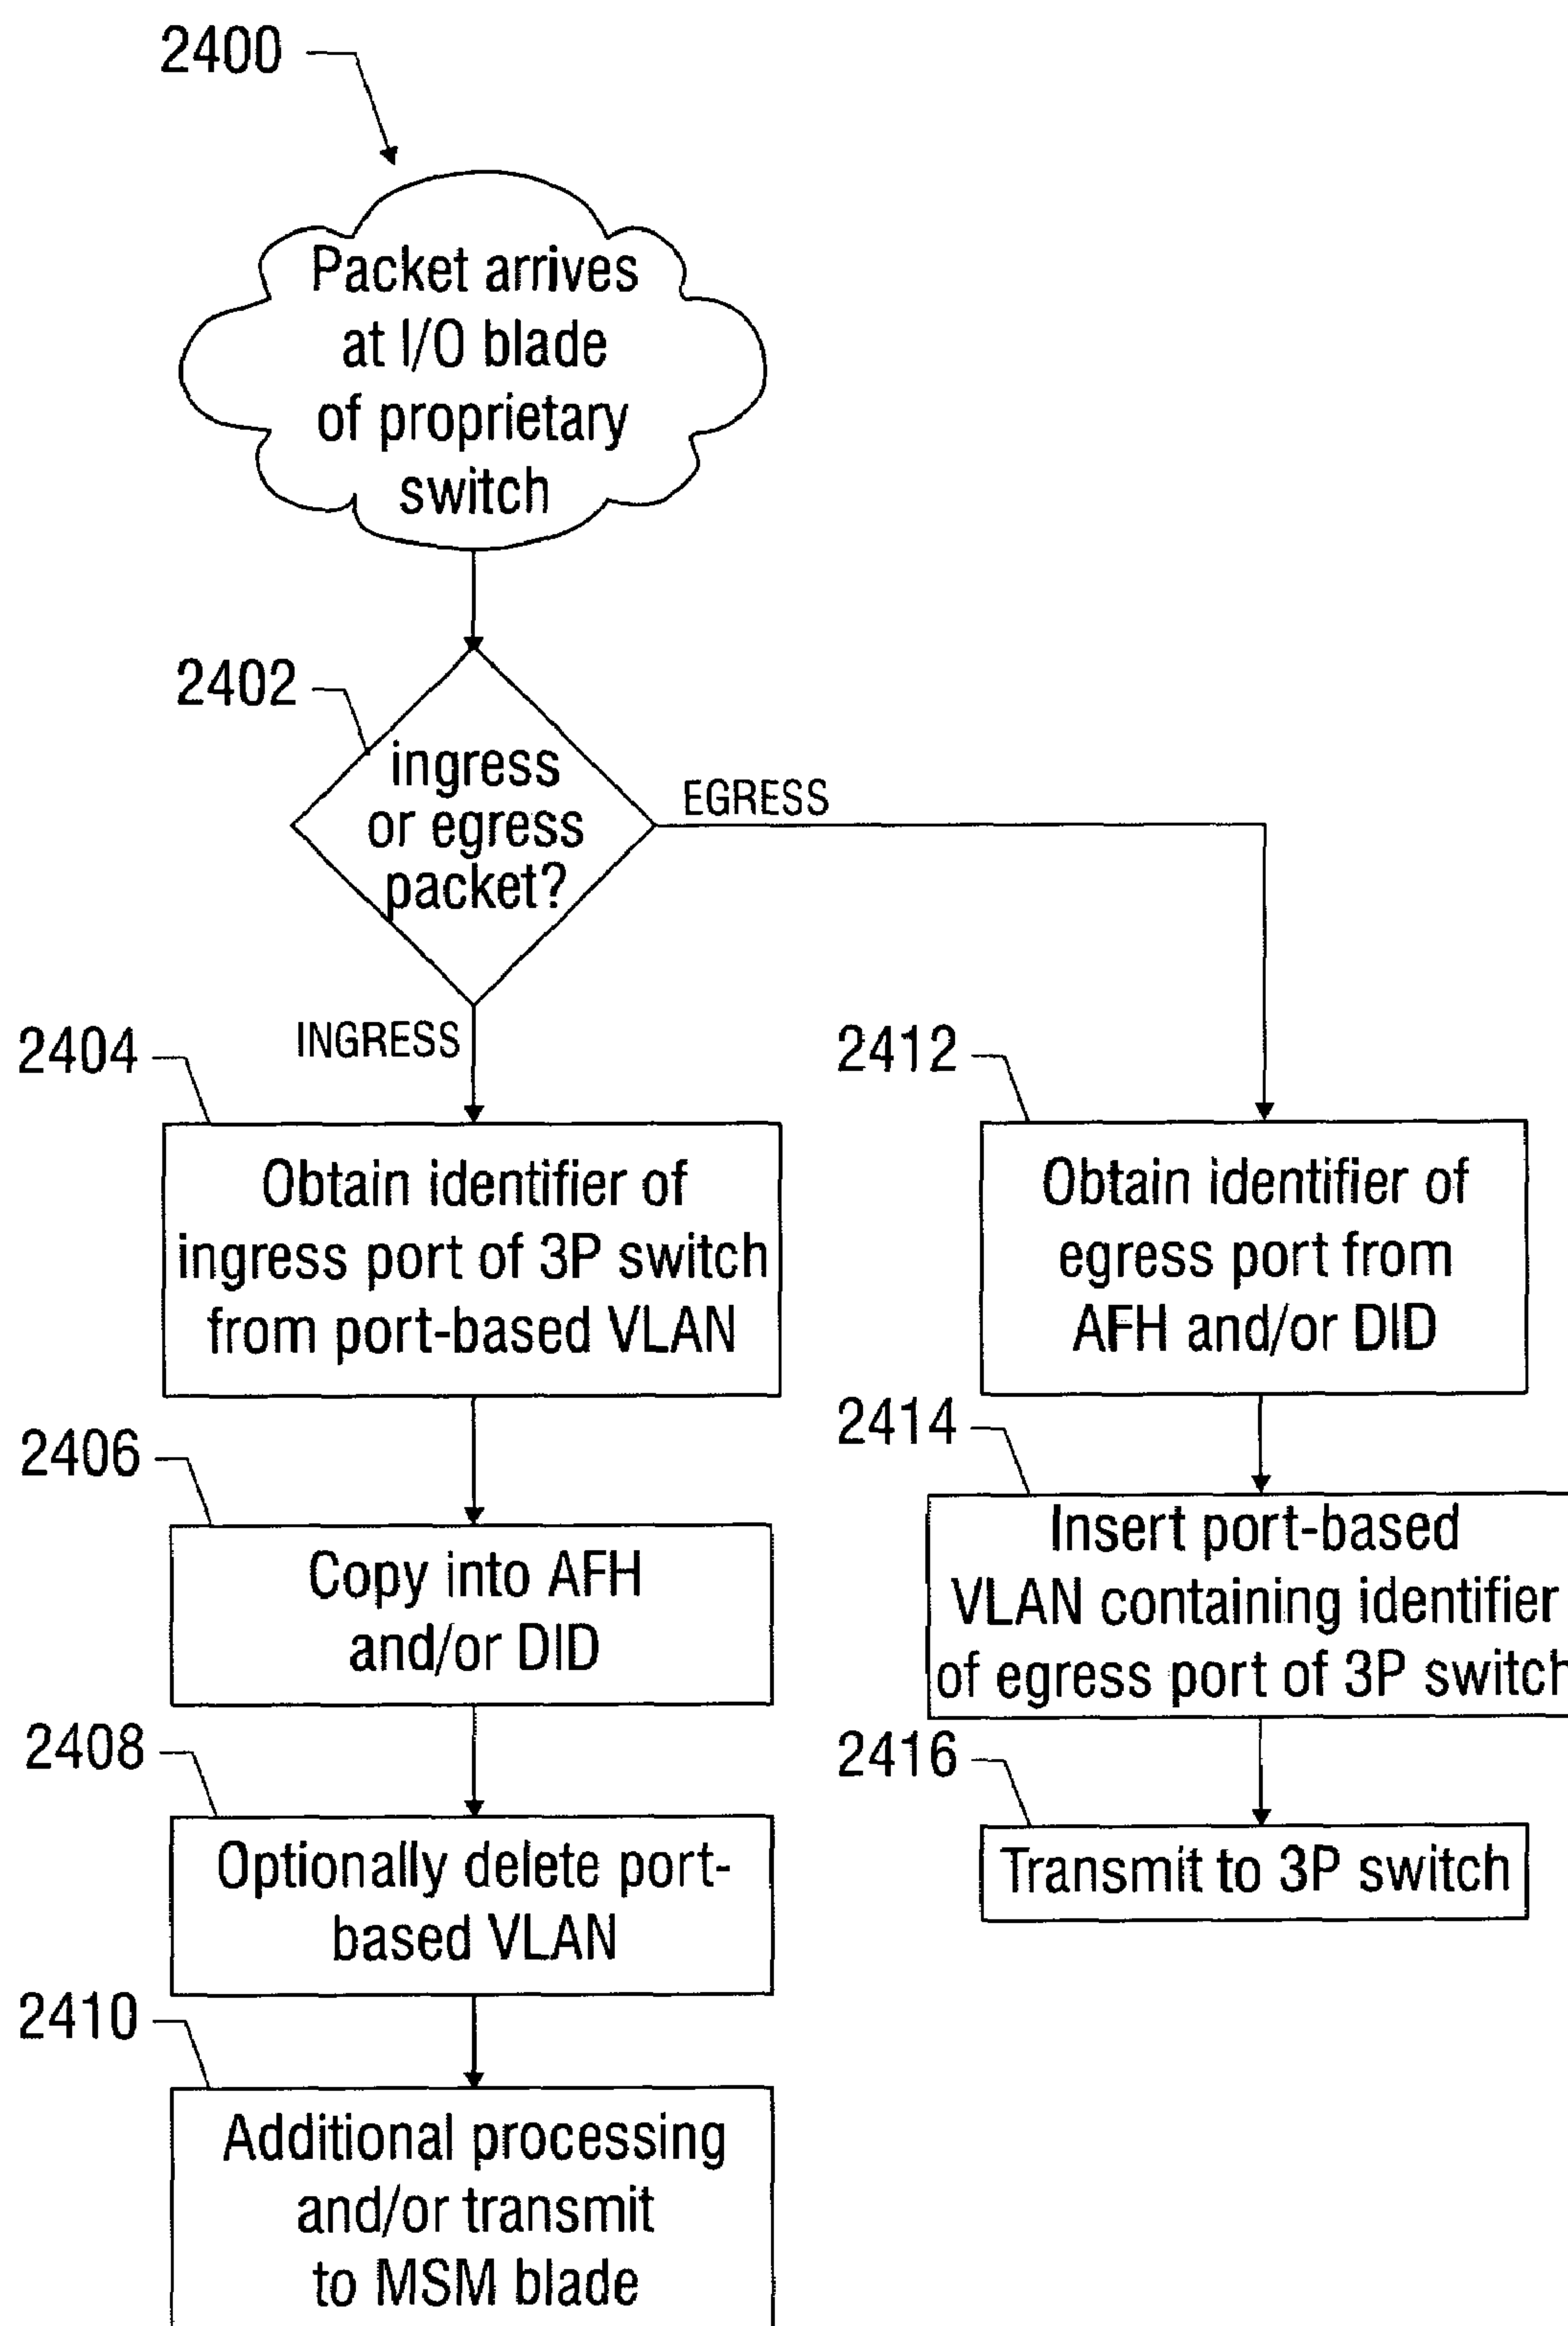 2400
Packet arrives
at I/O blade
of proprietary
switch
2402
ingress
or egress
packet?
EGRESS
INGRESS
2404
Obtain identifier of
ingress port of 3P switch
from port-based VLAN
2406
Copy into AFH
and/or DID
2408
Optionally delete port-
based VLAN
2410
Additional processing
and/or transmit
to MSM blade
2412
Obtain identifier of
egress port from
AFH and/or DID
2414
Insert port-based
VLAN containing identifier
of egress port of 3P switch
2416
Transmit to 3P switch